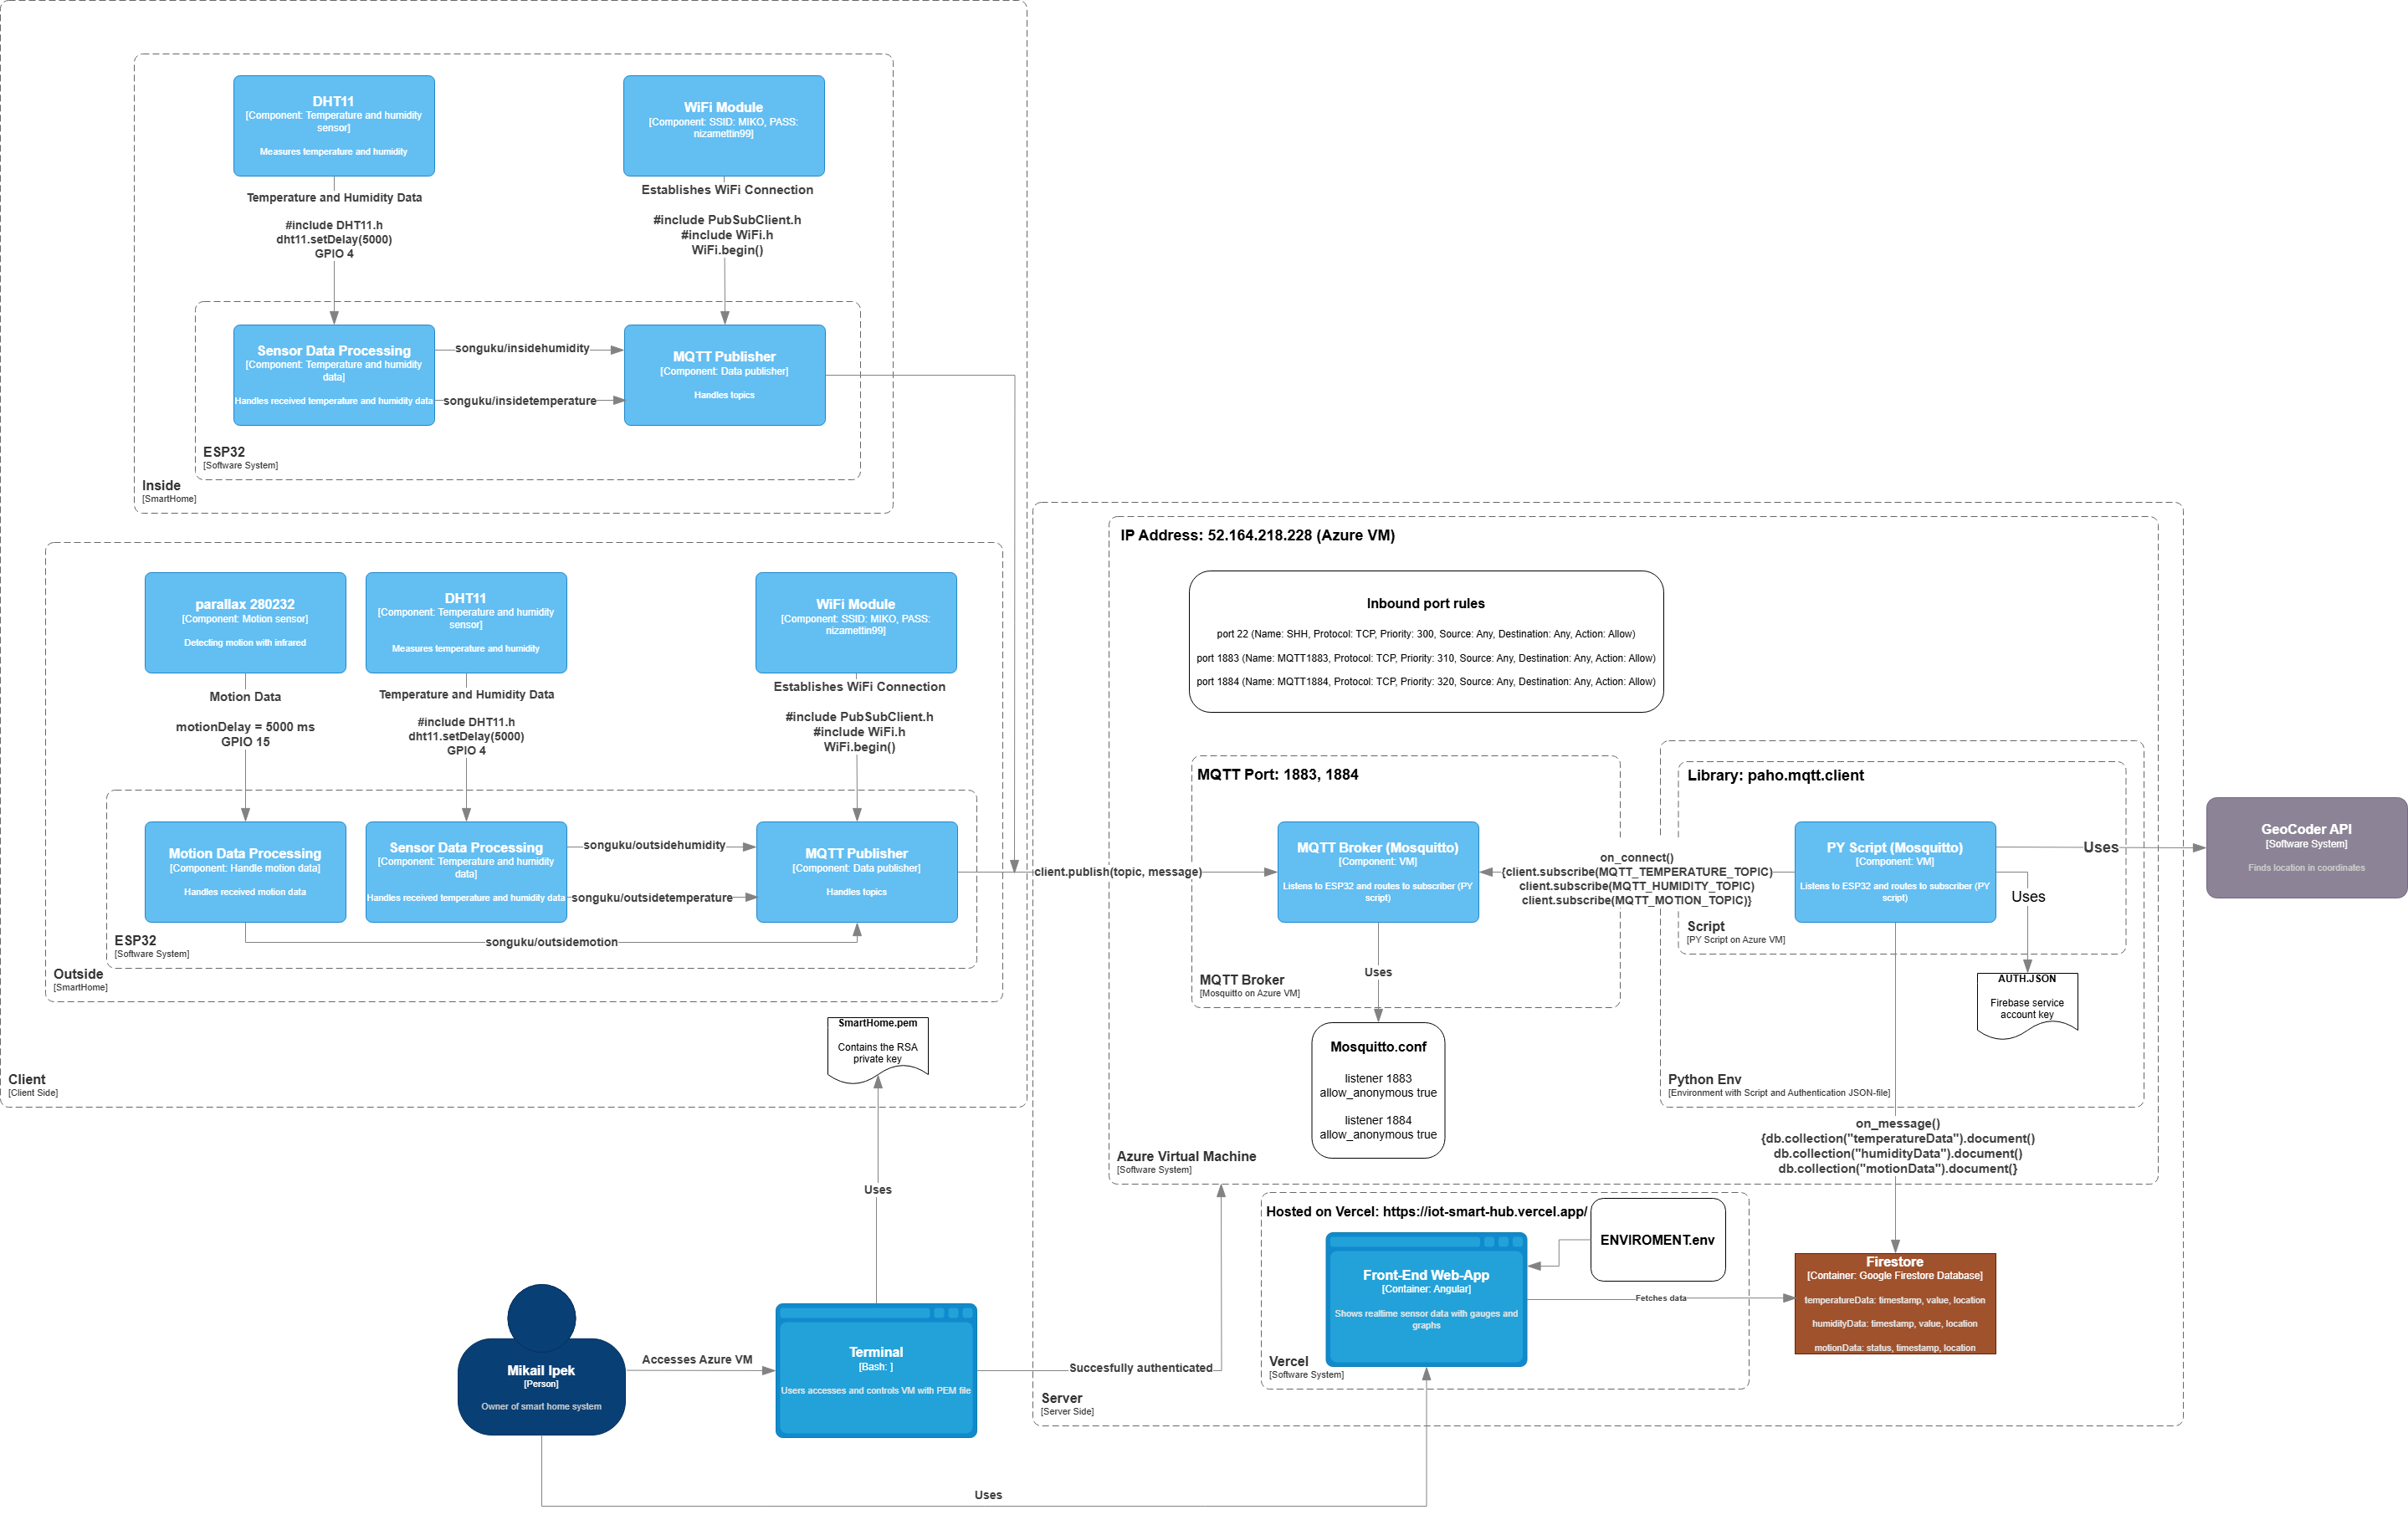 DHT11
[Component: Temperature and humidity
sensor]
Measures temperature and humidity
WiFi Module
[Component: SSID: MIKO, PASS:
nizamettin99]
Temperature and Humidity Data
#include DHT11.h
dht11.setDelay(5000)
GPIO 4
Establishes WiFi Connection
#include PubSubClient.h
#include WiFi.h
WiFi.begin()
Sensor Data Processing
[Component: Temperature and humidity
data]
Handles received temperature and humidity data
songuku/insidehumidity
songuku/insidetemperature
MQTT Publisher
[Component: Data publisher]
Handles topics
ESP32
[Software System]
Inside
[SmartHome]
parallax 280232
[Component: Motion sensor]
Detecting motion with infrared
DHT11
[Component: Temperature and humidity
sensor]
Measures temperature and humidity
WiFi Module
[Component: SSID: MIKO, PASS:
nizamettin99]
Motion Data
motionDelay = 5000 ms
GPIO 15
Temperature and Humidity Data
#include DHT11.h
dht11.setDelay(5000)
GPIO 4
Establishes WiFi Connection
#include PubSubClient.h
#include WiFi.h
WiFi.begin()
Motion Data Processing
[Component: Handle motion data]
Handles received motion data
Sensor Data Processing
[Component: Temperature and humidity
data]
Handles received temperature and humidity data
songuku/outsidehumidity
songuku/outsidetemperature
songuku/outsidemotion
MQTT Publisher
[Component: Data publisher]
Handles topics
ESP32
[Software System]
Outside
[SmartHome]
SmartHome.pem
Contains the RSA
private key
Client
[Client Side]
client.publish(topic, message)
IP Address: 52.164.218.228 (Azure VM)
Inbound port rules
port 22 (Name: SHH, Protocol: TCP, Priority: 300, Source: Any, Destination: Any, Action: Allow)
port 1883 (Name: MQTT1883, Protocol: TCP, Priority: 310, Source: Any, Destination: Any, Action: Allow)
port 1884 (Name: MQTT1884, Protocol: TCP, Priority: 320, Source: Any, Destination: Any, Action: Allow)
MQTT Port: 1883, 1884
MQTT Broker (Mosquitto)
[Component: VM]
Listens to ESP32 and routes to subscriber (PY
script)
Uses
MQTT Broker
[Mosquitto on Azure VM]
Mosquitto.conf
listener 1883
allow_anonymous true
listener 1884
allow_anonymous true
on_connect()
{client.subscribe(MQTT_TEMPERATURE_TOPIC)
client.subscribe(MQTT_HUMIDITY_TOPIC)
client.subscribe(MQTT_MOTION_TOPIC)}
Library: paho.mqtt.client
PY Script (Mosquitto)
[Component: VM]
Listens to ESP32 and routes to subscriber (PY
script)
Uses
Uses
Script
[PY Script on Azure VM]
AUTH.JSON
Firebase service
account key
Python Env
[Environment with Script and Authentication JSON-file]
GeoCoder API
[Software System]
Finds location in coordinates
on_message()
{db.collection("temperatureData").document()
db.collection("humidityData").document()
db.collection("motionData").document(}
Azure Virtual Machine
[Software System]
Hosted on Vercel: https://iot-smart-hub.vercel.app/
ENVIROMENT.env
Front-End Web-App
[Container: Angular]
Shows realtime sensor data with gauges and
graphs
Fetches data
Vercel
[Software System]
Firestore
[Container: Google Firestore Database]
temperatureData: timestamp, value, location
humidityData: timestamp, value, location
motionData: status, timestamp, location
Server
[Server Side]
Uses
Mikail Ipek
[Person]
Owner of smart home system
Accesses Azure VM
Terminal
[Bash: ]
Users accesses and controls VM with PEM file
Succesfully authenticated
Uses